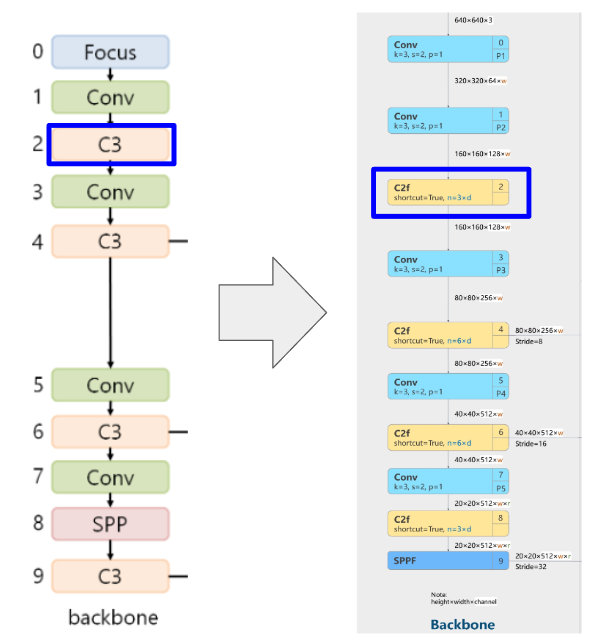 0 Focus
1 Conv
2 C3
3 Conv
4 C3
5 Conv
6 C3
7 Conv
8 SPP
9 C3
backbone
640×640×3
Conv 0
k=3, s=2, p=1 P1
320×320×64×w
Conv 1
k=3, s=2, p=1 P2
160×160×128×w
C2f 2
shortcut=True, n=3×d
160×160×128×w
Conv 3
k=3, s=2, p=1 P3
80×80×256×w
C2f 4 80×80×256×w
shortcut=True, n=6×d Stride=8
80×80×256×w
Conv 5
k=3, s=2, p=1 P4
40×40×512×w
C2f 6 40×40×512×w
shortcut=True, n=6×d Stride=16
40×40×512×w
Conv 7
k=3, s=2, p=1 P5
20×20×512×w×r
C2f 8
shortcut=True, n=3×d
20×20×512×w×r
SPPF 9 20×20×512×w×r
Stride=32
Note:
height×width×channel
Backbone